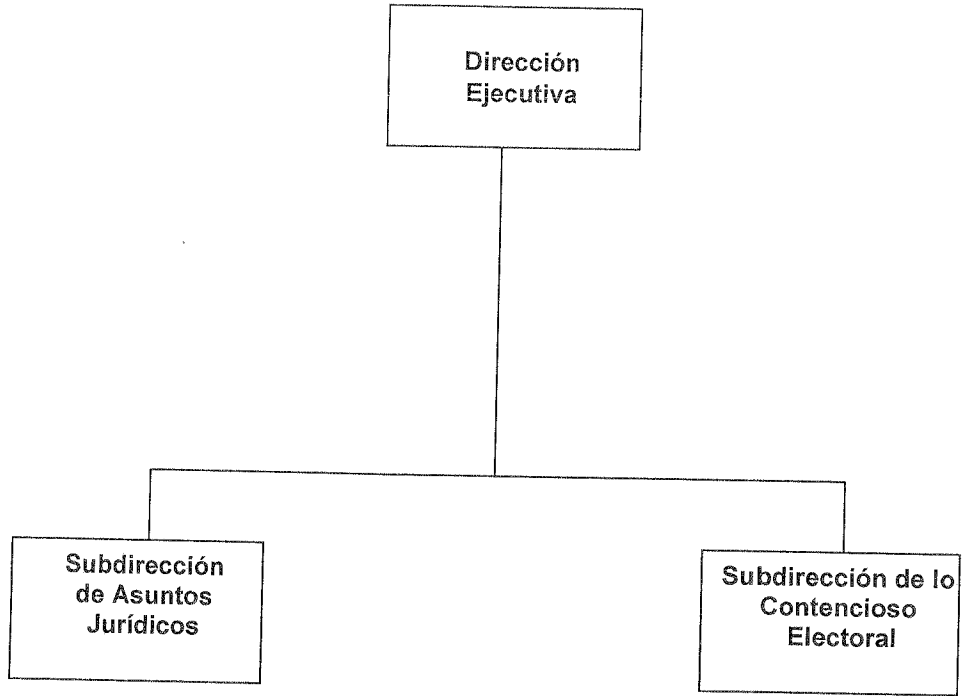 Dirección
Ejecutiva
Subdirección
de Asuntos
Jurídicos
Subdirección de lo
Contencioso
Electoral